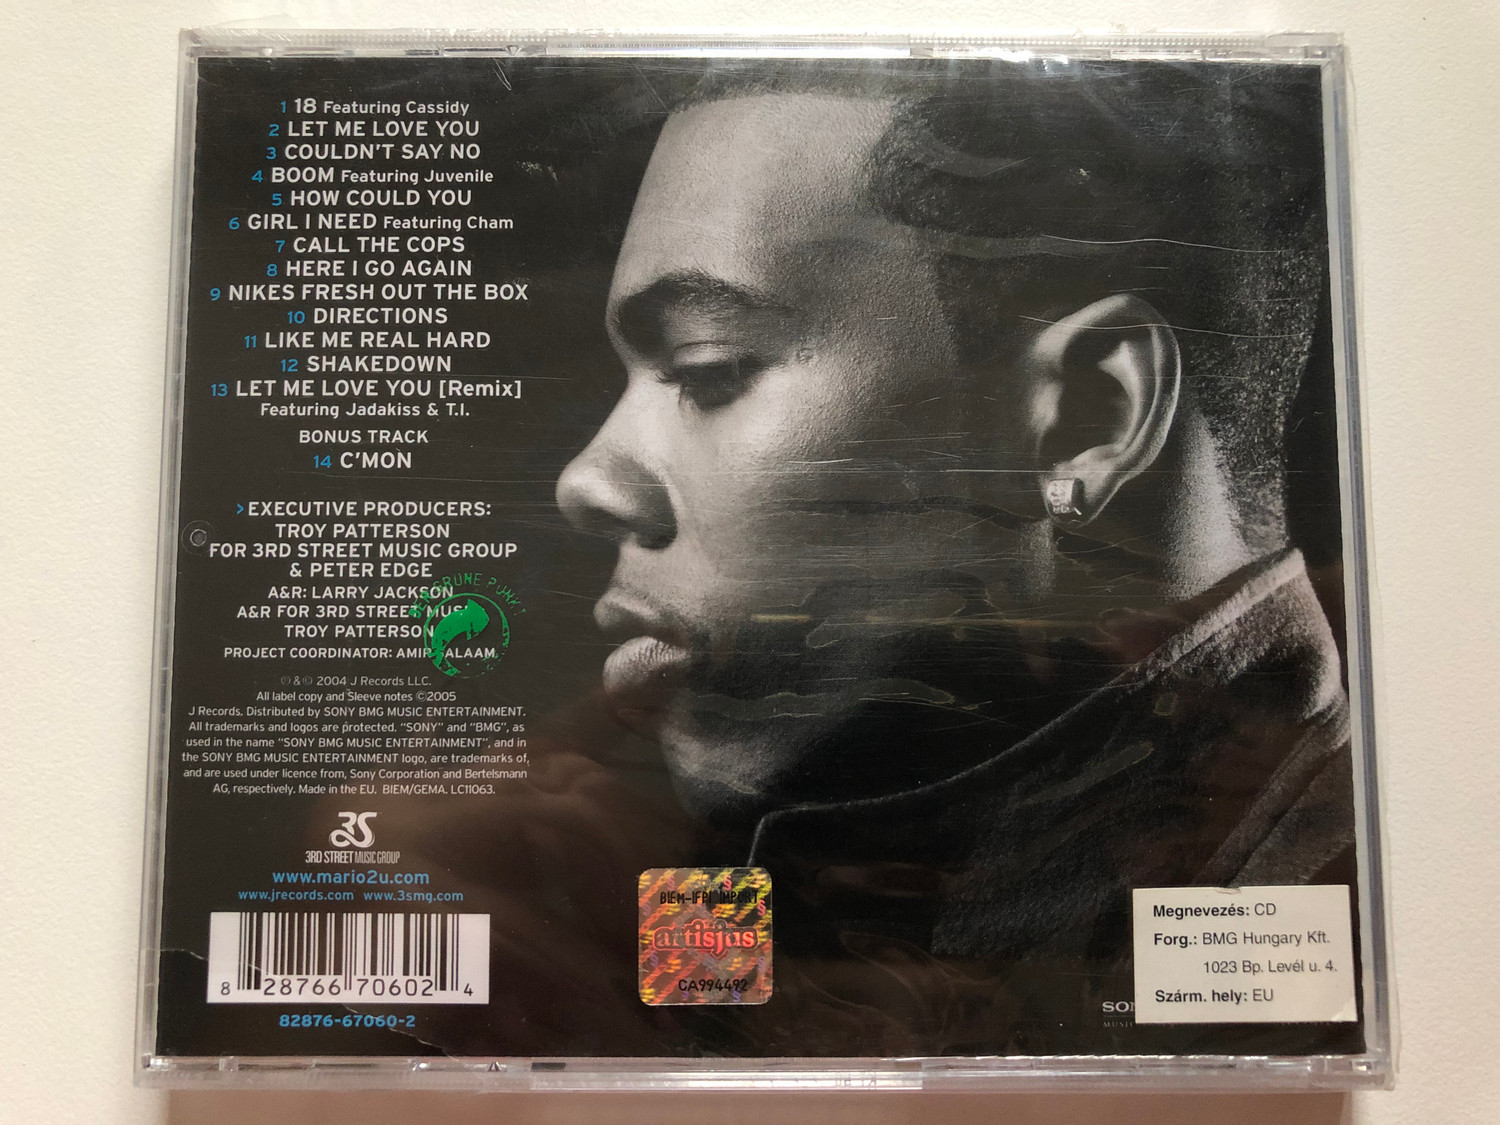 1 18 Featuring Cassidy
2 LET ME LOVE YOU
3 COULDN'T SAY NO
4 BOOM Featuring Juvenile
5 HOW COULD YOU
6 GIRL I NEED Featuring Cham
7 CALL THE COPS
8 HERE I GO AGAIN
9 NIKES FRESH OUT THE BOX
10 DIRECTIONS
11 LIKE ME REAL HARD
12 SHAKEDOWN
13 LET ME LOVE YOU [Remix]
Featuring Jadakiss & T.I.
BONUS TRACK
14 C'MON
>EXECUTIVE PRODUCERS:
TROY PATTERSON
FOR 3RD STREET MUSIC GROUP
& PETER EDGE
A&R: LARRY JACKSON
A&R FOR 3RD STREET MUSI
TROY PATTERSON
PROJECT COORDINATOR: AMIR SALAAM
℗ & © 2004 J Records LLC.
All label copy and Sleeve notes ©2005
J Records. Distributed by SONY BMG MUSIC ENTERTAINMENT.
All trademarks and logos are protected. "SONY" and "BMG", as
used in the name "SONY BMG MUSIC ENTERTAINMENT", and in
the SONY BMG MUSIC ENTERTAINMENT logo, are trademarks of,
and are used under licence from, Sony Corporation and Bertelsmann
AG, respectively. Made in the EU. BIEM/GEMA. LC11063.
3S
3RD STREET MUSIC GROUP
www.mario2u.com
www.jrecords.com www.3smg.com
8 28766 70602 4
82876-67060-2
BIEM-IFPI IMPORT
artisjus
CA994492
Megnevezés: CD
Forg.: BMG Hungary Kft.
1023 Bp. Levél u. 4.
Szárm. hely: EU